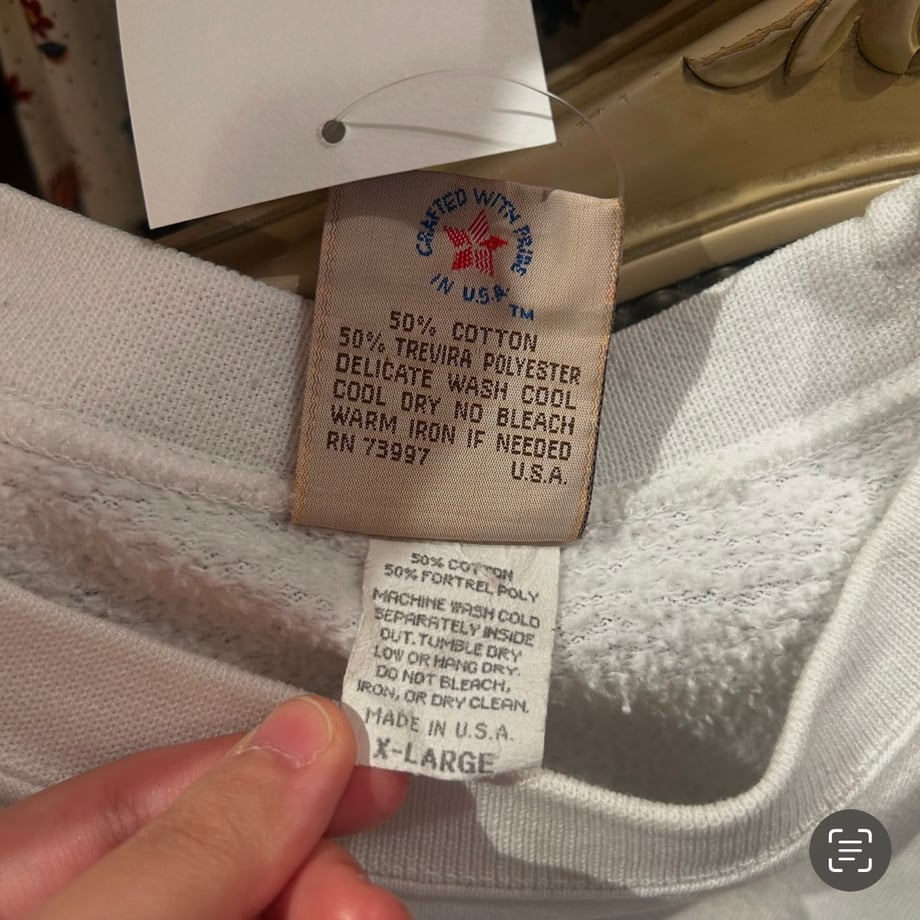 CRAFTED WITH PRIDE
IN U.S.A.
TM
50% COTTON
50% TREVIRA POLYESTER
DELICATE WASH COOL
COOL DRY NO BLEACH
WARM IRON IF NEEDED
RN 73997
U.S.A.
50% COTTON
50% FORTREL POLY
MACHINE WASH COLD
SEPARATELY INSIDE
OUT. TUMBLE DRY
LOW OR HANG DRY.
DO NOT BLEACH,
IRON, OR DRY CLEAN.
MADE IN U.S.A.
X-LARGE